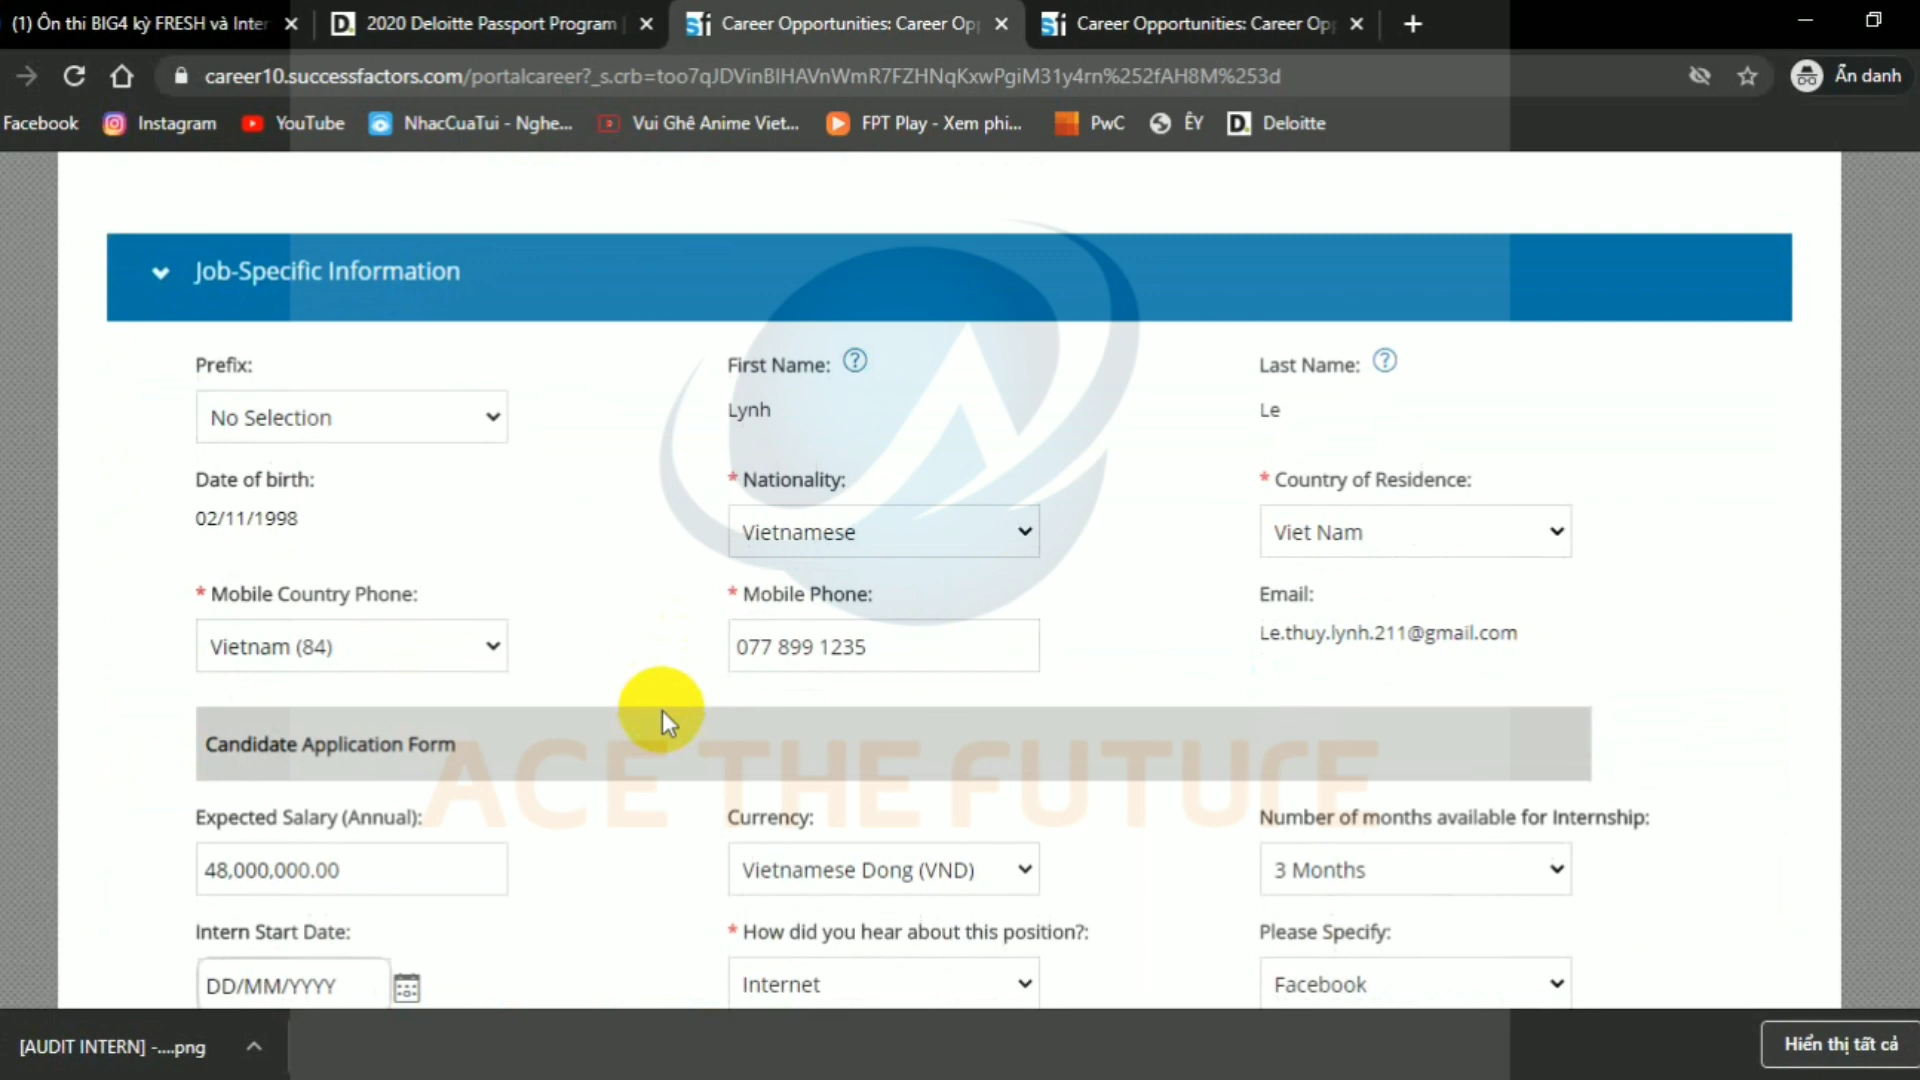 (1) Ôn thi BIG4 kỳ FRESH và Inter
2020 Deloitte Passport Program
Career Opportunities: Career Op
Career Opportunities: Career Op
career10.successfactors.com/portalcareer?_s.crb=too7qJDVinBlHAVnWmR7FZHNqKxwPgiM31y4rn%252fAH8M%253d
Ẩn danh
Facebook
Instagram
YouTube
NhacCuaTui - Nghe...
Vui Ghê Anime Viet...
FPT Play - Xem phi...
PwC
ÊY
Deloitte
Job-Specific Information
Prefix:
First Name:
Last Name:
No Selection
Lynh
Le
Date of birth:
* Nationality:
* Country of Residence:
02/11/1998
Vietnamese
Viet Nam
* Mobile Country Phone:
* Mobile Phone:
Email:
Vietnam (84)
077 899 1235
Le.thuy.lynh.211@gmail.com
Candidate Application Form
ACE THE FUTURE
Expected Salary (Annual):
Currency:
Number of months available for Internship:
48,000,000.00
Vietnamese Dong (VND)
3 Months
Intern Start Date:
* How did you hear about this position?:
Please Specify:
DD/MM/YYYY
Internet
Facebook
[AUDIT INTERN] -....png
Hiển thị tất cả